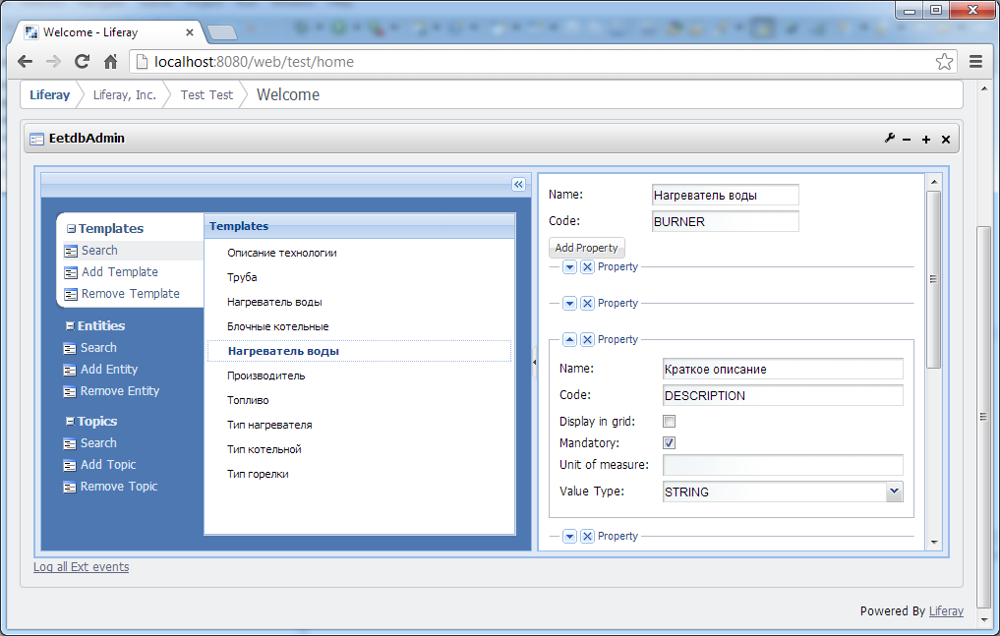 Welcome - Liferay
localhost:8080/web/test/home
Liferay Liferay, Inc. Test Test Welcome
EetdbAdmin
Templates
Search
Add Template
Remove Template
Entities
Search
Add Entity
Remove Entity
Topics
Search
Add Topic
Remove Topic
Templates
Описание технологии
Труба
Нагреватель воды
Блочные котельные
Нагреватель воды
Производитель
Топливо
Тип нагревателя
Тип котельной
Тип горелки
Name: Нагреватель воды
Code: BURNER
Add Property
Property
Property
Property
Name: Краткое описание
Code: DESCRIPTION
Display in grid:
Mandatory:
Unit of measure:
Value Type: STRING
Property
Log all Ext events
Powered By Liferay